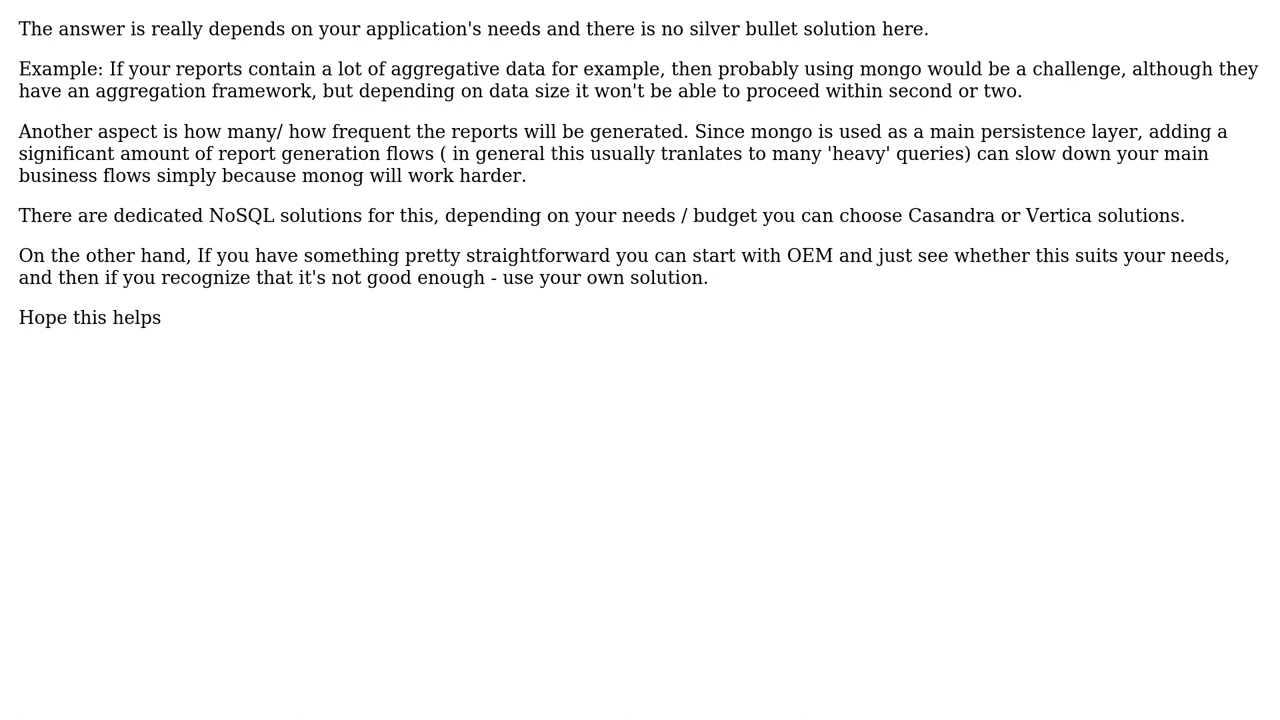 The answer is really depends on your application's needs and there is no silver bullet solution here.
Example: If your reports contain a lot of aggregative data for example, then probably using mongo would be a challenge, although they
have an aggregation framework, but depending on data size it won't be able to proceed within second or two.
Another aspect is how many/ how frequent the reports will be generated. Since mongo is used as a main persistence layer, adding a
significant amount of report generation flows ( in general this usually tranlates to many 'heavy' queries) can slow down your main
business flows simply because monog will work harder.
There are dedicated NoSQL solutions for this, depending on your needs / budget you can choose Casandra or Vertica solutions.
On the other hand, If you have something pretty straightforward you can start with OEM and just see whether this suits your needs,
and then if you recognize that it's not good enough - use your own solution.
Hope this helps